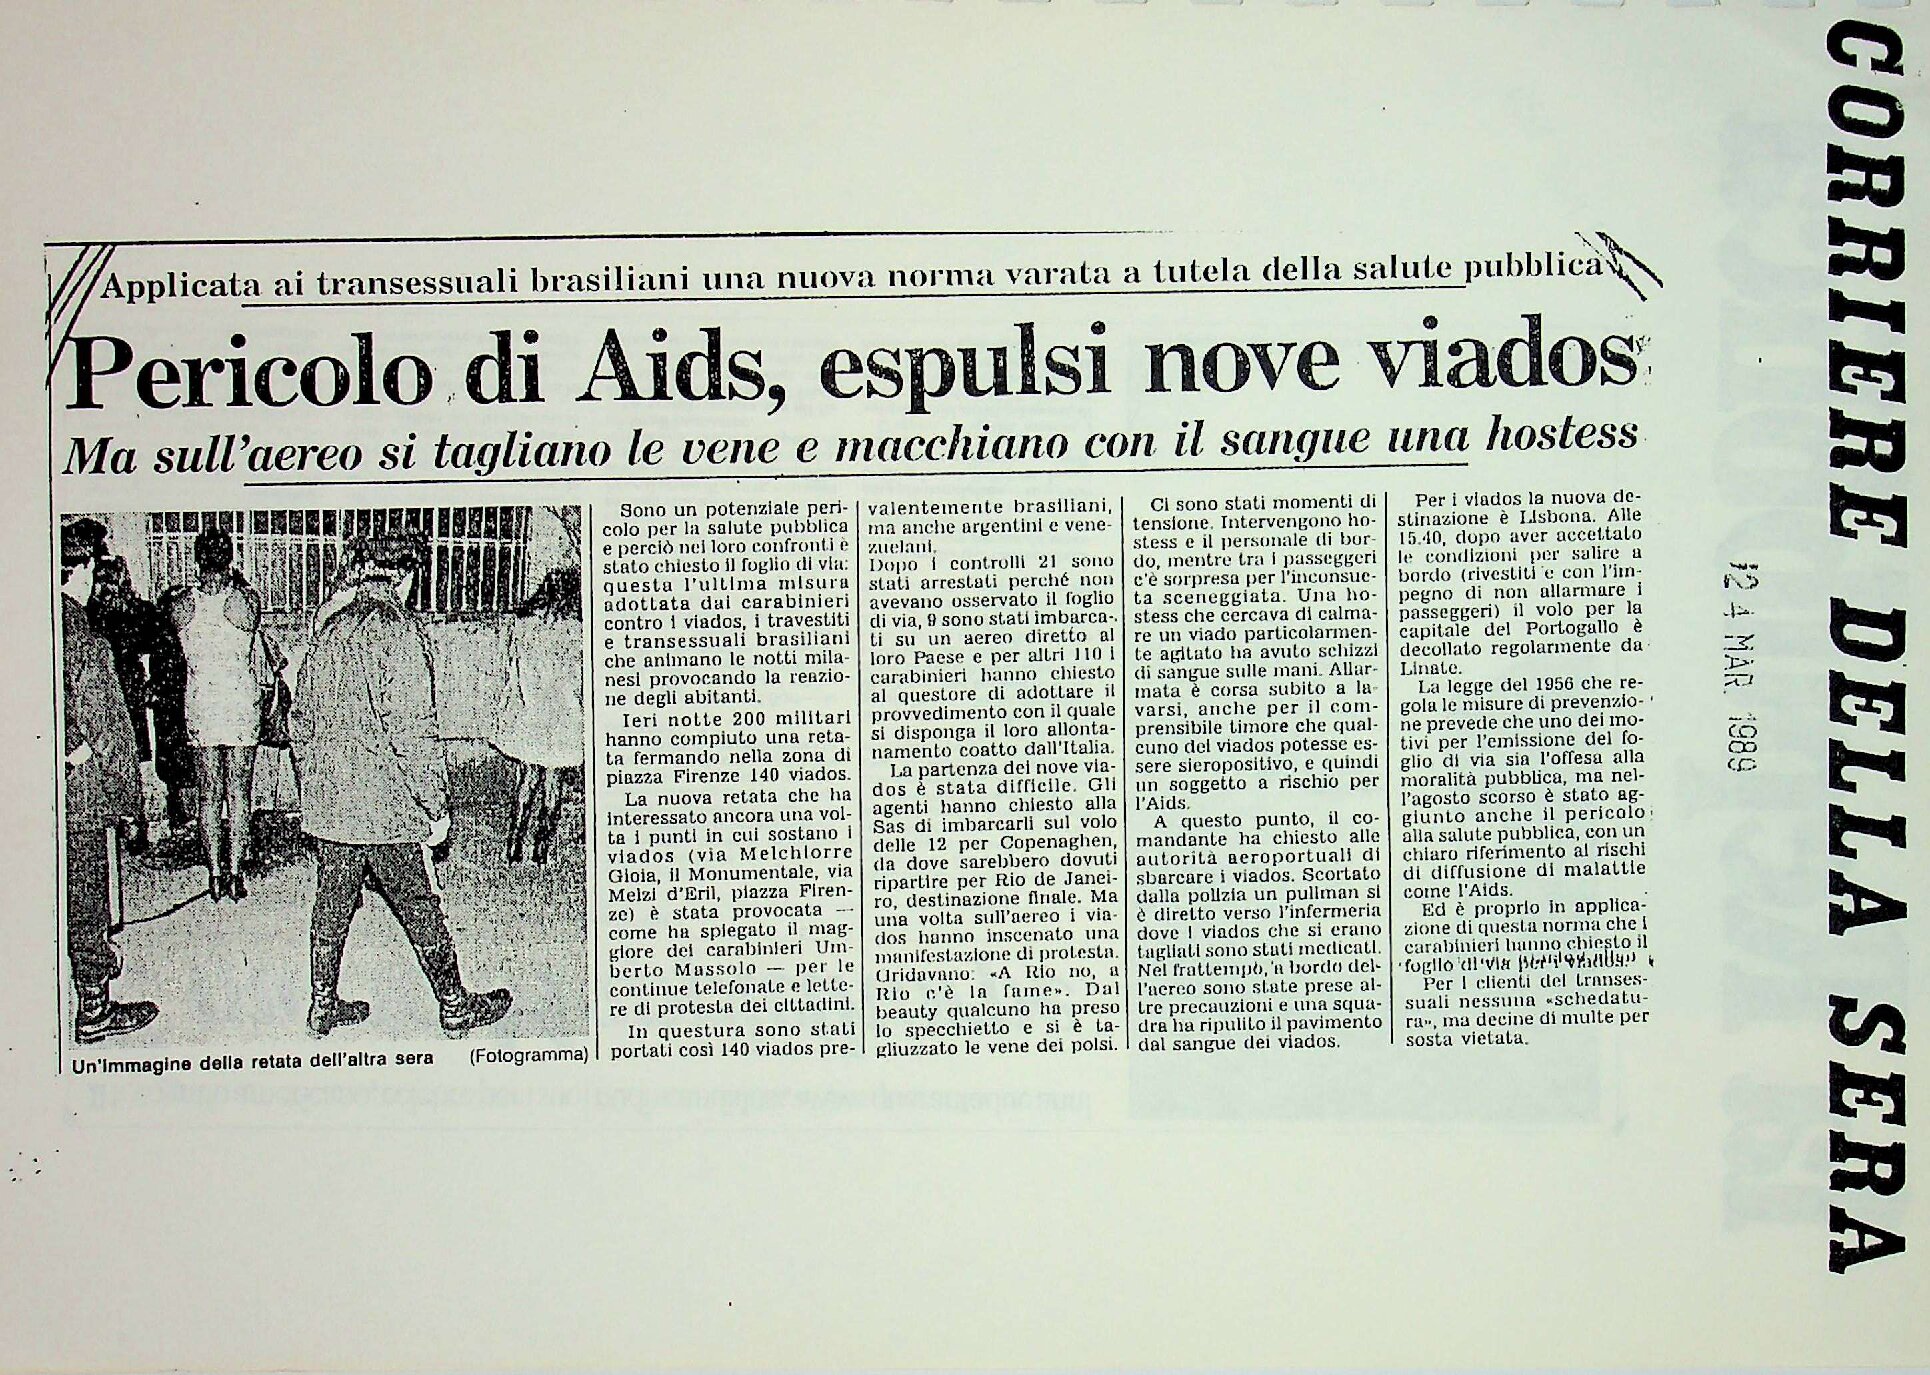 CORRIERE DELLA SERA
24 MAR 1989
Applicata ai transessuali brasiliani una nuova norma varata a tutela della salute pubblica
Pericolo di Aids, espulsi nove viados
Ma sull'aereo si tagliano le vene e macchiano con il sangue una hostess
Un'immagine della retata dell'altra sera (Fotogramma)
Sono un potenziale peri-
colo per la salute pubblica
e perciò nei loro confronti è
stato chiesto il foglio di via:
questa l'ultima misura
adottata dai carabinieri
contro i viados, i travestiti
e transessuali brasiliani
che animano le notti mila-
nesi provocando la reazio-
ne degli abitanti.
Ieri notte 200 militari
hanno compiuto una reta-
ta fermando nella zona di
piazza Firenze 140 viados.
La nuova retata che ha
interessato ancora una vol-
ta i punti in cui sostano i
viados (via Melchiorre
Gioia, il Monumentale, via
Melzi d'Eril, piazza Firen-
ze) è stata provocata —
come ha spiegato il mag-
giore dei carabinieri Um-
berto Massolo — per le
continue telefonate e lette-
re di protesta dei cittadini.
In questura sono stati
portati così 140 viados pre-
valentemente brasiliani,
ma anche argentini e vene-
zuelani.
Dopo i controlli 21 sono
stati arrestati perché non
avevano osservato il foglio
di via, 9 sono stati imbarca-
ti su un aereo diretto al
loro Paese e per altri 110 i
carabinieri hanno chiesto
al questore di adottare il
provvedimento con il quale
si disponga il loro allonta-
namento coatto dall'Italia.
La partenza dei nove via-
dos è stata difficile. Gli
agenti hanno chiesto alla
Sas di imbarcarli sul volo
delle 12 per Copenaghen,
da dove sarebbero dovuti
ripartire per Rio de Janei-
ro, destinazione finale. Ma
una volta sull'aereo i via-
dos hanno inscenato una
manifestazione di protesta.
Gridavano: «A Rio no, a
Rio c'è la fame». Dal
beauty qualcuno ha preso
lo specchietto e si è ta-
gliuzzato le vene dei polsi.
Ci sono stati momenti di
tensione. Intervengono ho-
stess e il personale di bor-
do, mentre tra i passeggeri
c'è sorpresa per l'inconsue-
ta sceneggiata. Una ho-
stess che cercava di calma-
re un viado particolarmen-
te agitato ha avuto schizzi
di sangue sulle mani. Allar-
mata è corsa subito a la-
varsi, anche per il com-
prensibile timore che qual-
cuno dei viados potesse es-
sere sieropositivo, e quindi
un soggetto a rischio per
l'Aids.
A questo punto, il co-
mandante ha chiesto alle
autorità aeroportuali di
sbarcare i viados. Scortato
dalla polizia un pullman si
è diretto verso l'infermeria
dove i viados che si erano
tagliati sono stati medicati.
Nel frattempo, a bordo del-
l'aereo sono state prese al-
tre precauzioni e una squa-
dra ha ripulito il pavimento
dal sangue dei viados.
Per i viados la nuova de-
stinazione è Lisbona. Alle
15.40, dopo aver accettato
le condizioni per salire a
bordo (rivestiti e con l'im-
pegno di non allarmare i
passeggeri) il volo per la
capitale del Portogallo è
decollato regolarmente da
Linate.
La legge del 1956 che re-
gola le misure di prevenzio-
ne prevede che uno dei mo-
tivi per l'emissione del fo-
glio di via sia l'offesa alla
moralità pubblica, ma nel-
l'agosto scorso è stato ag-
giunto anche il pericolo
alla salute pubblica, con un
chiaro riferimento ai rischi
di diffusione di malattie
come l'Aids.
Ed è proprio in applica-
zione di questa norma che i
carabinieri hanno chiesto il
foglio di via per i viados.
Per i clienti dei transes-
suali nessuna «schedatu-
ra», ma decine di multe per
sosta vietata.